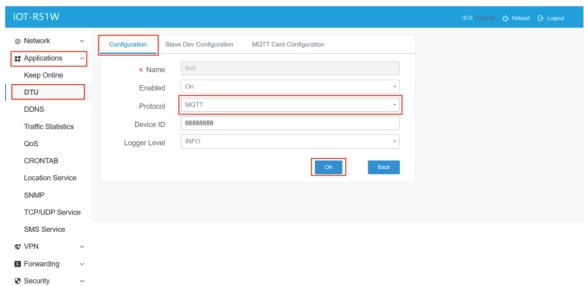 IOT-R51W
中文 English Reboot Logout
Network
Applications
Keep Online
DTU
DDNS
Traffic Statistics
QoS
CRONTAB
Location Service
SNMP
TCP/UDP Service
SMS Service
VPN
Forwarding
Security
Configuration Slave Dev Configuration MQTT Cent Configuration
* Name test
Enabled On
Protocol MQTT
Device ID 88888888
Logger Level INFO
OK Back